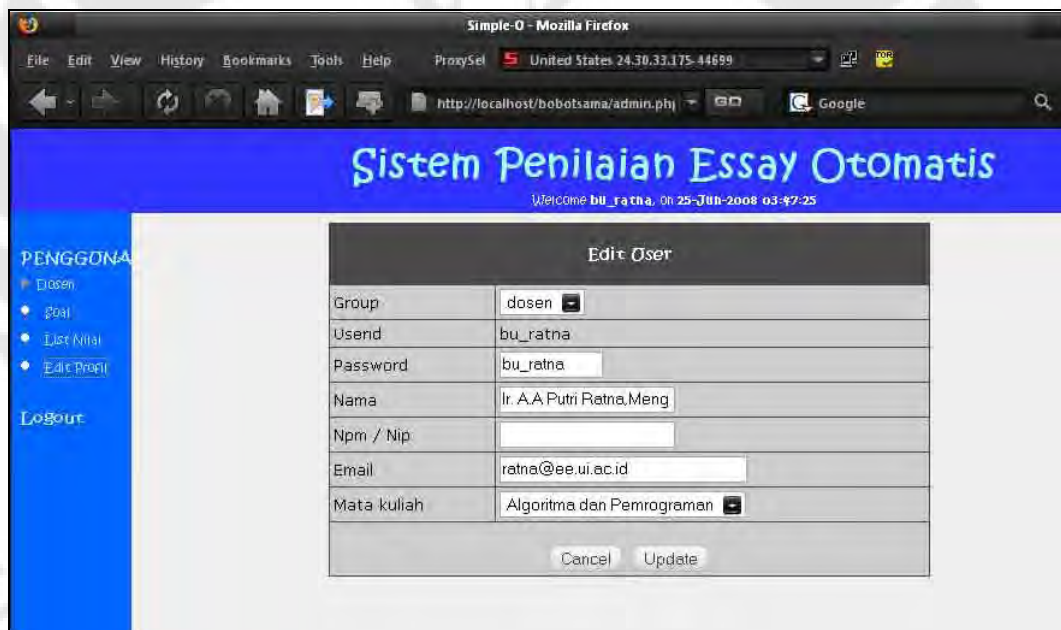 Simple-O - Mozilla Firefox
File Edit View History Bookmarks Tools Help ProxySel United States 24.30.33.175-44699 TOR
http://localhost/bobotsama/admin.ph GO Google
Sistem Penilaian Essay Otomatis
Welcome bu_ratna, on 25-Jun-2008 03:47:25
PENGGUNA
Dosen
Soal
List Nilai
Edit Profil
Logout
Edit User
Group dosen
Userid bu_ratna
Password bu_ratna
Nama Ir. A.A Putri Ratna,Meng
Npm / Nip
Email ratna@ee.ui.ac.id
Mata kuliah Algoritma dan Pemrograman
Cancel Update